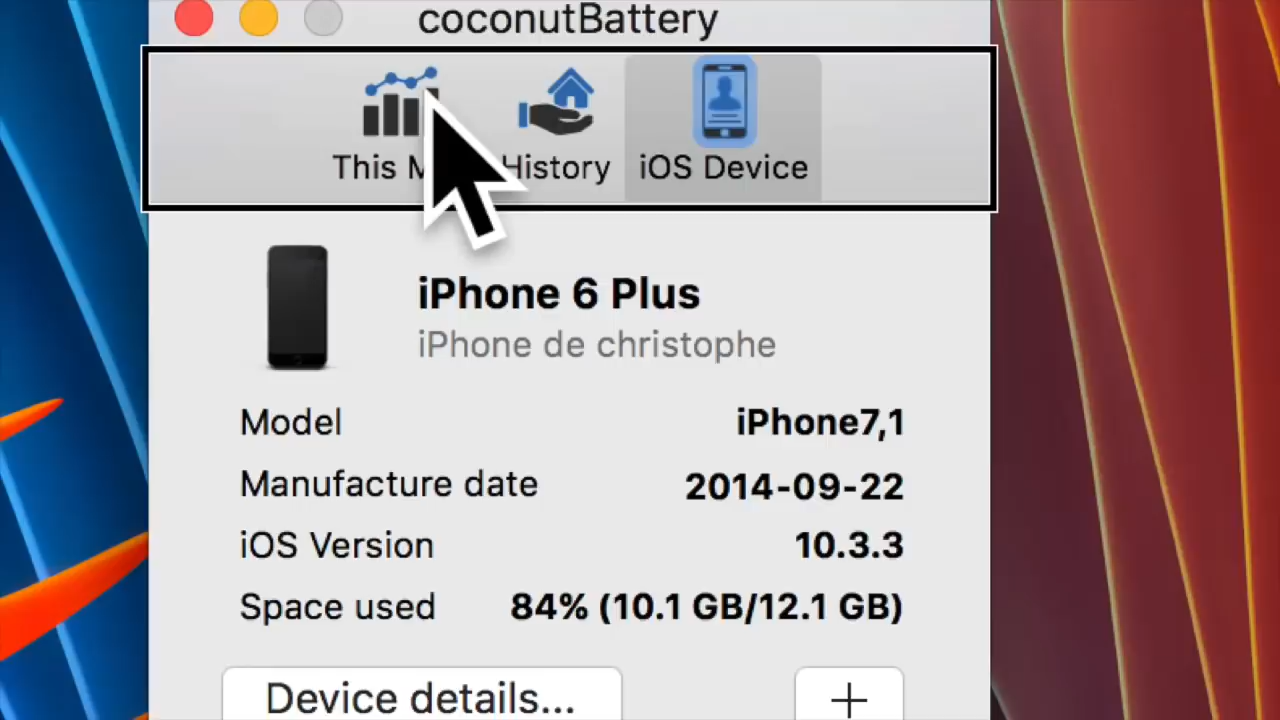 coconutBattery
This History iOS Device
iPhone 6 Plus
iPhone de christophe
Model iPhone7,1
Manufacture date 2014-09-22
iOS Version 10.3.3
Space used 84% (10.1 GB/12.1 GB)
Device details... +